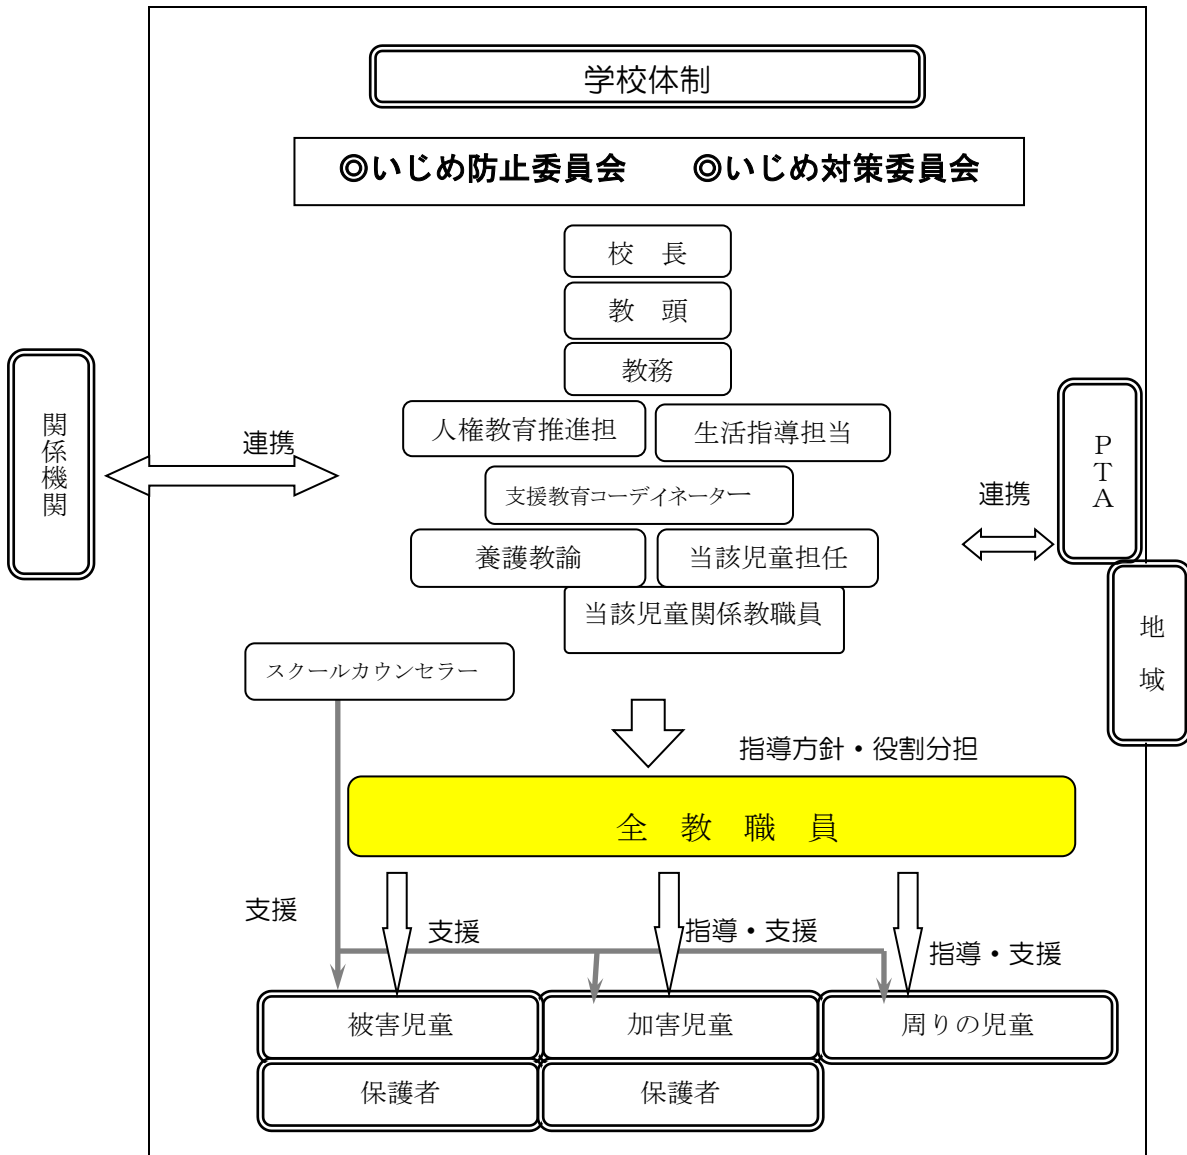 学校体制
◎いじめ防止委員会　◎いじめ対策委員会
校　長
教　頭
教務
人権教育推進担
生活指導担当
支援教育コーデイネーター
養護教諭
当該児童担任
当該児童関係教職員
スクールカウンセラー
関係機関
連携
連携
PTA
地域
指導方針・役割分担
全　教　職　員
支援
支援
指導・支援
指導・支援
被害児童
加害児童
周りの児童
保護者
保護者